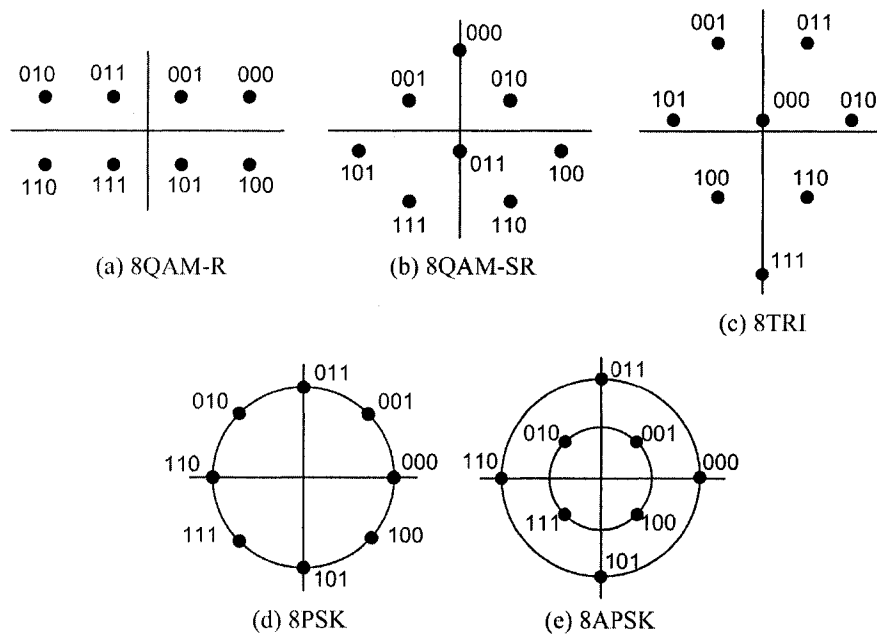 010 011 001 000
110 111 101 100
(a) 8QAM-R
000
001 010
101 011 100
111 110
(b) 8QAM-SR
001 011
101 000 010
100 110
111
(c) 8TRI
011
010 001
110 000
111 100
101
(d) 8PSK
011
010 001
110 000
111 100
101
(e) 8APSK